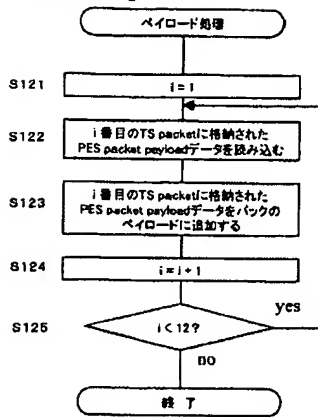 ペイロード処理
S121
i = 1
S122
i 番目のTS packetに格納された
PES packet payloadデータを読み込む
S123
i 番目のTS packetに格納された
PES packet payloadデータをパックの
ペイロードに追加する
S124
i = i + 1
S125
i < 12?
yes
no
終 了